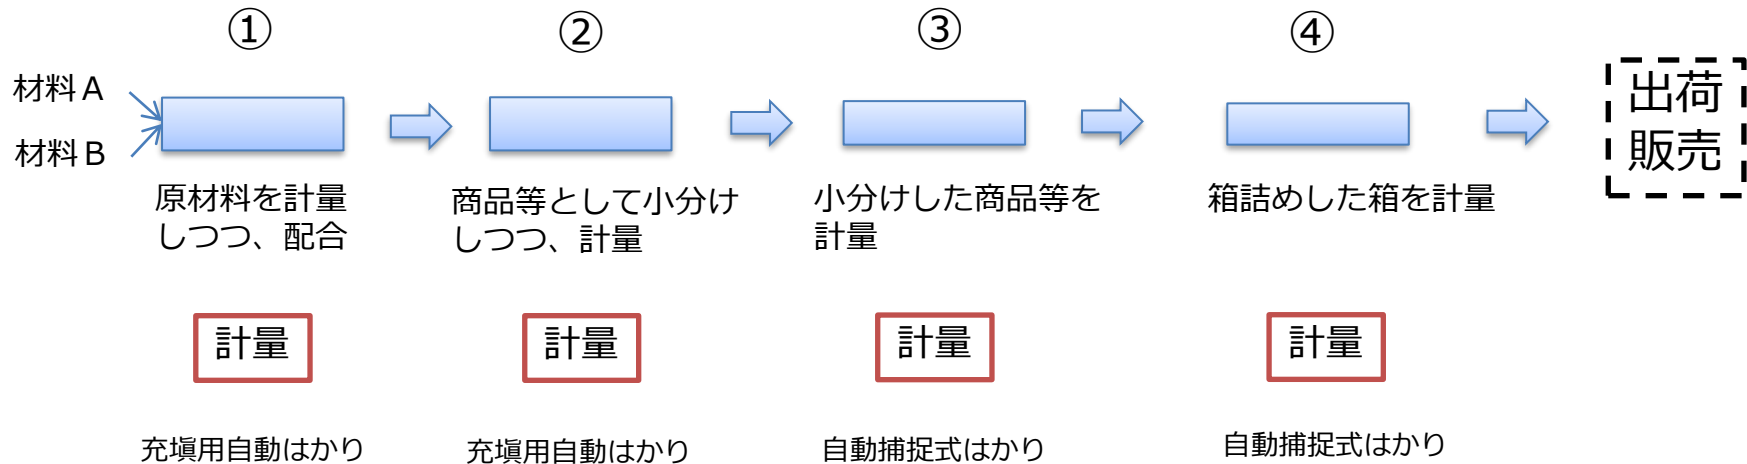 ①
②
③
④
材料A
材料B
原材料を計量
しつつ、配合
商品等として小分け
しつつ、計量
小分けした商品等を
計量
箱詰めした箱を計量
出荷
販売
計量
計量
計量
計量
充塡用自動はかり
充塡用自動はかり
自動捕捉式はかり
自動捕捉式はかり